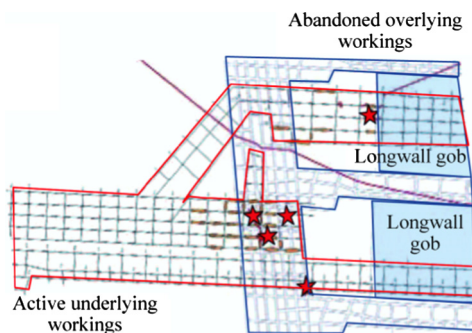 Abandoned overlying
workings
Longwall gob
Longwall
gob
Active underlying
workings